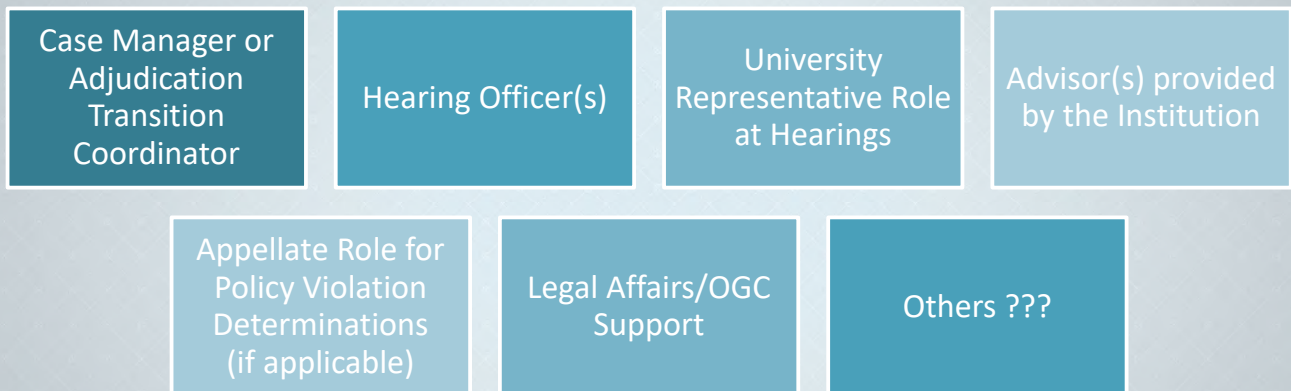 Case Manager or
Adjudication
Transition
Coordinator
Hearing Officer(s)
University
Representative Role
at Hearings
Advisor(s) provided
by the Institution
Appellate Role for
Policy Violation
Determinations
(if applicable)
Legal Affairs/OGC
Support
Others ???